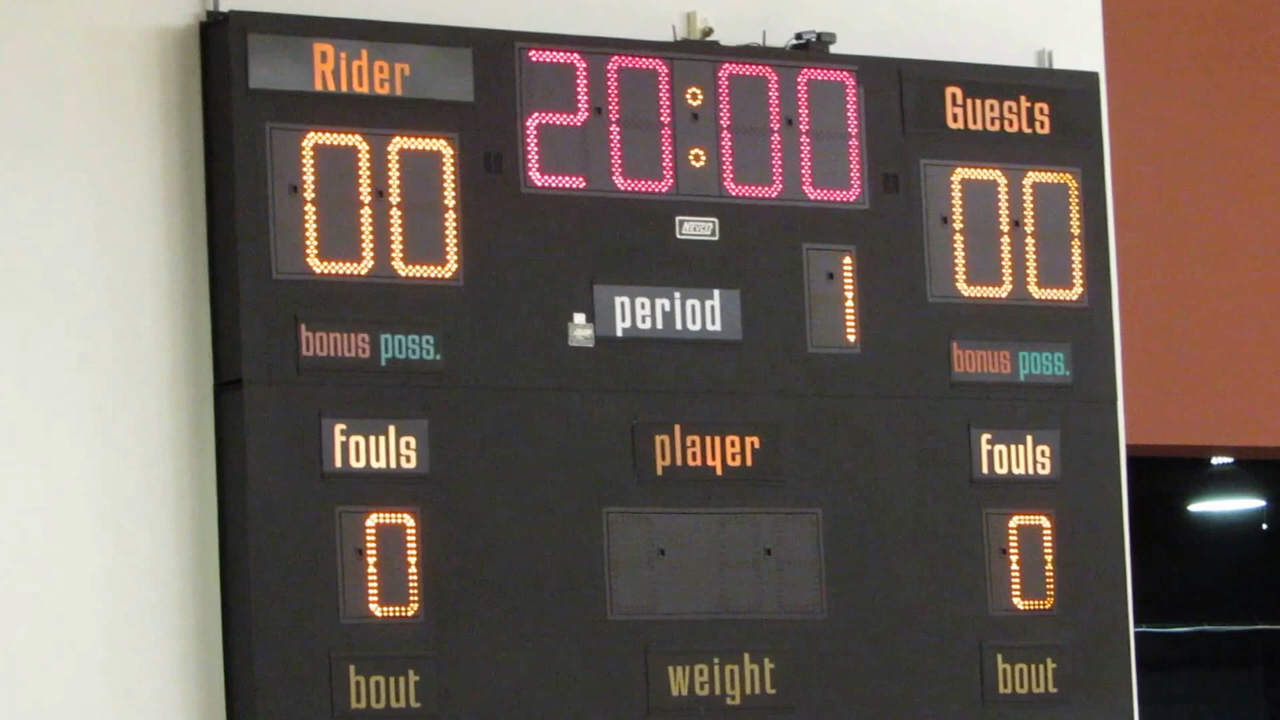 Rider 20:00 Guests
00 00
NEVCO
period 1
bonus poss. bonus poss.
fouls player fouls
0 0
bout weight bout